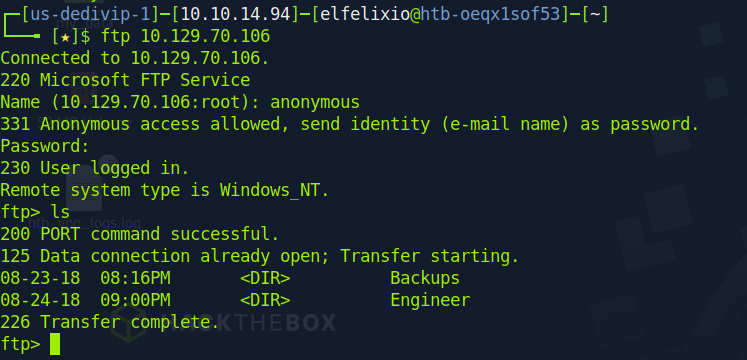 [us-dedivip-1]─[10.10.14.94]─[elfelixio@htb-oeqx1sof53]─[~]
[★]$ ftp 10.129.70.106
Connected to 10.129.70.106.
220 Microsoft FTP Service
Name (10.129.70.106:root): anonymous
331 Anonymous access allowed, send identity (e-mail name) as password.
Password:
230 User logged in.
Remote system type is Windows_NT.
ftp> ls
200 PORT command successful.
125 Data connection already open; Transfer starting.
08-23-18  08:16PM       <DIR>          Backups
08-24-18  09:00PM       <DIR>          Engineer
226 Transfer complete.
HACKTHEBOX
ftp>